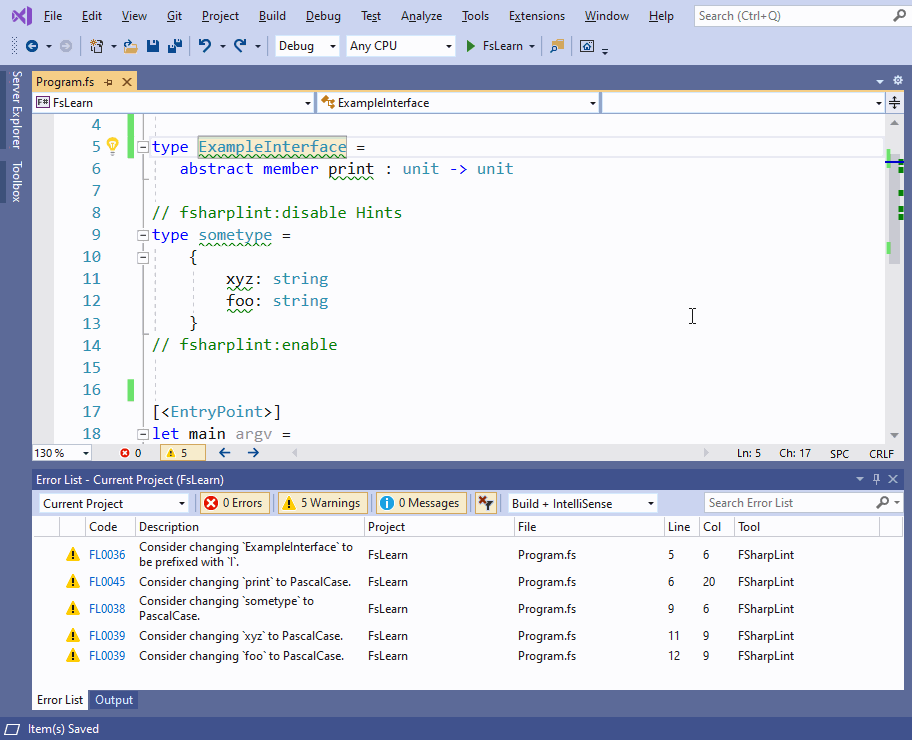 File Edit View Git Project Build Debug Test Analyze Tools Extensions Window Help Search (Ctrl+Q)
Debug Any CPU FsLearn
Server Explorer
Toolbox
Program.fs
F# FsLearn ExampleInterface
4
5 type ExampleInterface =
6 abstract member print : unit -> unit
7
8 // fsharplint:disable Hints
9 type sometype =
10 {
11 xyz: string
12 foo: string
13 }
14 // fsharplint:enable
15
16
17 [<EntryPoint>]
18 let main argv =
130 % 0 5 Ln: 5 Ch: 17 SPC CRLF
Error List - Current Project (FsLearn)
Current Project 0 Errors 5 Warnings 0 Messages Build + IntelliSense Search Error List
Code Description Project File Line Col Tool
FL0036 Consider changing `ExampleInterface` to FsLearn Program.fs 5 6 FSharpLint
be prefixed with `I`.
FL0045 Consider changing `print` to PascalCase. FsLearn Program.fs 6 20 FSharpLint
FL0038 Consider changing `sometype` to FsLearn Program.fs 9 6 FSharpLint
PascalCase.
FL0039 Consider changing `xyz` to PascalCase. FsLearn Program.fs 11 9 FSharpLint
FL0039 Consider changing `foo` to PascalCase. FsLearn Program.fs 12 9 FSharpLint
Error List Output
Item(s) Saved